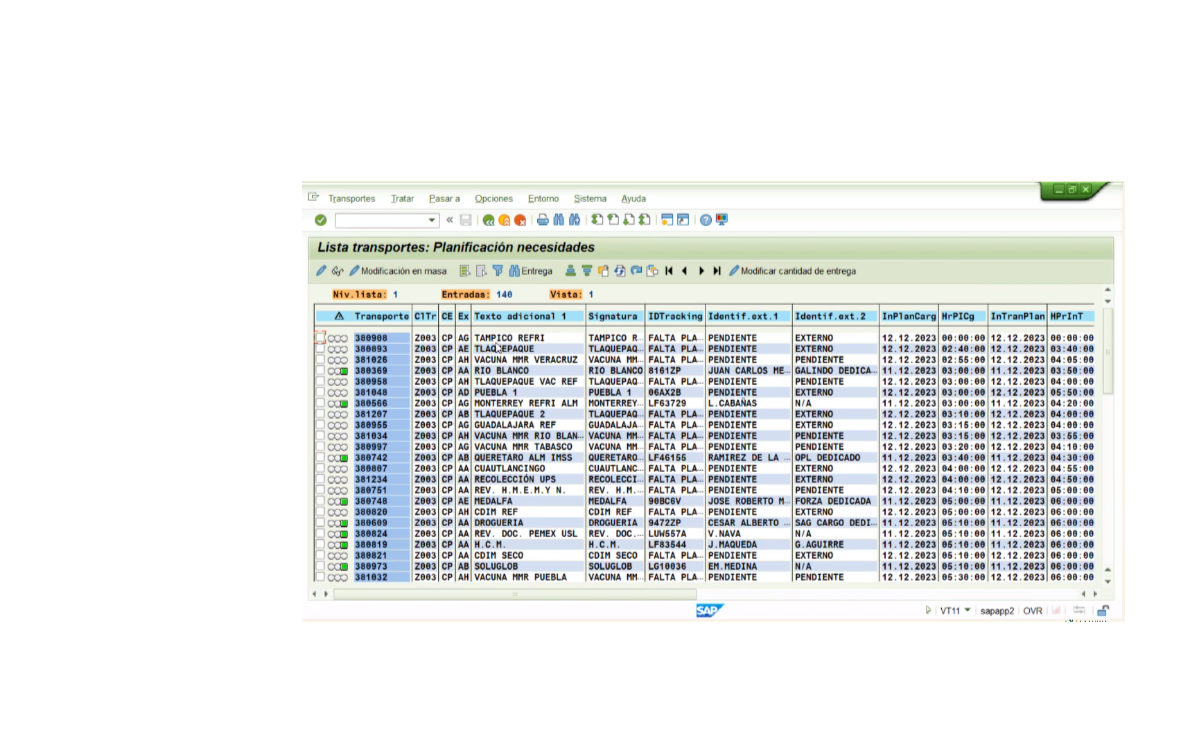 Transportes Tratar Pasar a Opciones Entorno Sistema Ayuda
Lista transportes: Planificación necesidades
Modificación en masa Entrega Modificar cantidad de entrega
Niv.lista: 1 Entradas: 140 Vista: 1
Transporte ClTr CE Ex Texto adicional 1 Signatura IDTracking Identif.ext.1 Identif.ext.2 InPlanCarg HrPlCg InTranPlan HPrInT
380908 Z003 CP AG TAMPICO REFRI TAMPICO R… FALTA PLA… PENDIENTE EXTERNO 12.12.2023 00:00:00 12.12.2023 00:00:00
380893 Z003 CP AE TLAQUEPAQUE TLAQUEPAQ… FALTA PLA… PENDIENTE EXTERNO 12.12.2023 02:40:00 12.12.2023 03:40:00
381026 Z003 CP AH VACUNA MMR VERACRUZ VACUNA MM… FALTA PLA… PENDIENTE PENDIENTE 12.12.2023 02:55:00 12.12.2023 04:05:00
380369 Z003 CP AA RIO BLANCO RIO BLANCO 8161ZP JUAN CARLOS ME… GALINDO DEDICA… 11.12.2023 03:00:00 11.12.2023 03:50:00
380958 Z003 CP AH TLAQUEPAQUE VAC REF TLAQUEPAQ… FALTA PLA… PENDIENTE PENDIENTE 12.12.2023 03:00:00 12.12.2023 04:00:00
381048 Z003 CP AD PUEBLA 1 PUEBLA 1 06AX2B PENDIENTE EXTERNO 12.12.2023 03:00:00 12.12.2023 05:50:00
380566 Z003 CP AG MONTERREY REFRI ALM MONTERREY… LF63729 L.CABAÑAS N/A 11.12.2023 03:00:00 11.12.2023 04:20:00
381207 Z003 CP AB TLAQUEPAQUE 2 TLAQUEPAQ… FALTA PLA… PENDIENTE EXTERNO 12.12.2023 03:10:00 12.12.2023 04:00:00
380955 Z003 CP AG GUADALAJARA REF GUADALAJA… FALTA PLA… PENDIENTE EXTERNO 12.12.2023 03:15:00 12.12.2023 04:00:00
381034 Z003 CP AH VACUNA MMR RIO BLAN… VACUNA MM… FALTA PLA… PENDIENTE PENDIENTE 12.12.2023 03:15:00 12.12.2023 03:55:00
380997 Z003 CP AG VACUNA MMR TABASCO VACUNA MM… FALTA PLA… PENDIENTE PENDIENTE 12.12.2023 03:20:00 12.12.2023 04:10:00
380742 Z003 CP AB QUERETARO ALM IMSS QUERETARO… LF46155 RAMIREZ DE LA … OPL DEDICADO 11.12.2023 03:40:00 11.12.2023 04:30:00
380807 Z003 CP AA CUAUTLANCINGO CUAUTLANC… FALTA PLA… PENDIENTE EXTERNO 12.12.2023 04:00:00 12.12.2023 04:55:00
381234 Z003 CP AA RECOLECCIÓN UPS RECOLECCI… FALTA PLA… PENDIENTE EXTERNO 12.12.2023 04:00:00 12.12.2023 04:50:00
380751 Z003 CP AA REV. H.M.E.M.Y N. REV. H.M.… FALTA PLA… PENDIENTE PENDIENTE 12.12.2023 04:10:00 12.12.2023 05:00:00
380748 Z003 CP AE MEDALFA MEDALFA 90BC6V JOSE ROBERTO M… FORZA DEDICADA 11.12.2023 05:00:00 11.12.2023 06:00:00
380820 Z003 CP AH CDIM REF CDIM REF FALTA PLA… PENDIENTE EXTERNO 12.12.2023 05:00:00 12.12.2023 06:00:00
380609 Z003 CP AA DROGUERIA DROGUERIA 9472ZP CESAR ALBERTO … SAG CARGO DEDI… 11.12.2023 05:10:00 11.12.2023 06:00:00
380824 Z003 CP AA REV. DOC. PEMEX USL REV. DOC.… LUW557A V.NAVA N/A 11.12.2023 05:10:00 11.12.2023 06:00:00
380819 Z003 CP AA H.C.M. H.C.M. LF83544 J.MAQUEDA G.AGUIRRE 11.12.2023 05:10:00 11.12.2023 06:00:00
380821 Z003 CP AA CDIM SECO CDIM SECO FALTA PLA… PENDIENTE EXTERNO 12.12.2023 05:10:00 12.12.2023 06:00:00
380973 Z003 CP AB SOLUGLOB SOLUGLOB LG10036 EM.MEDINA N/A 11.12.2023 05:10:00 11.12.2023 06:00:00
381032 Z003 CP AH VACUNA MMR PUEBLA VACUNA MM… FALTA PLA… PENDIENTE PENDIENTE 12.12.2023 05:30:00 12.12.2023 06:00:00
SAP VT11 sapapp2 OVR